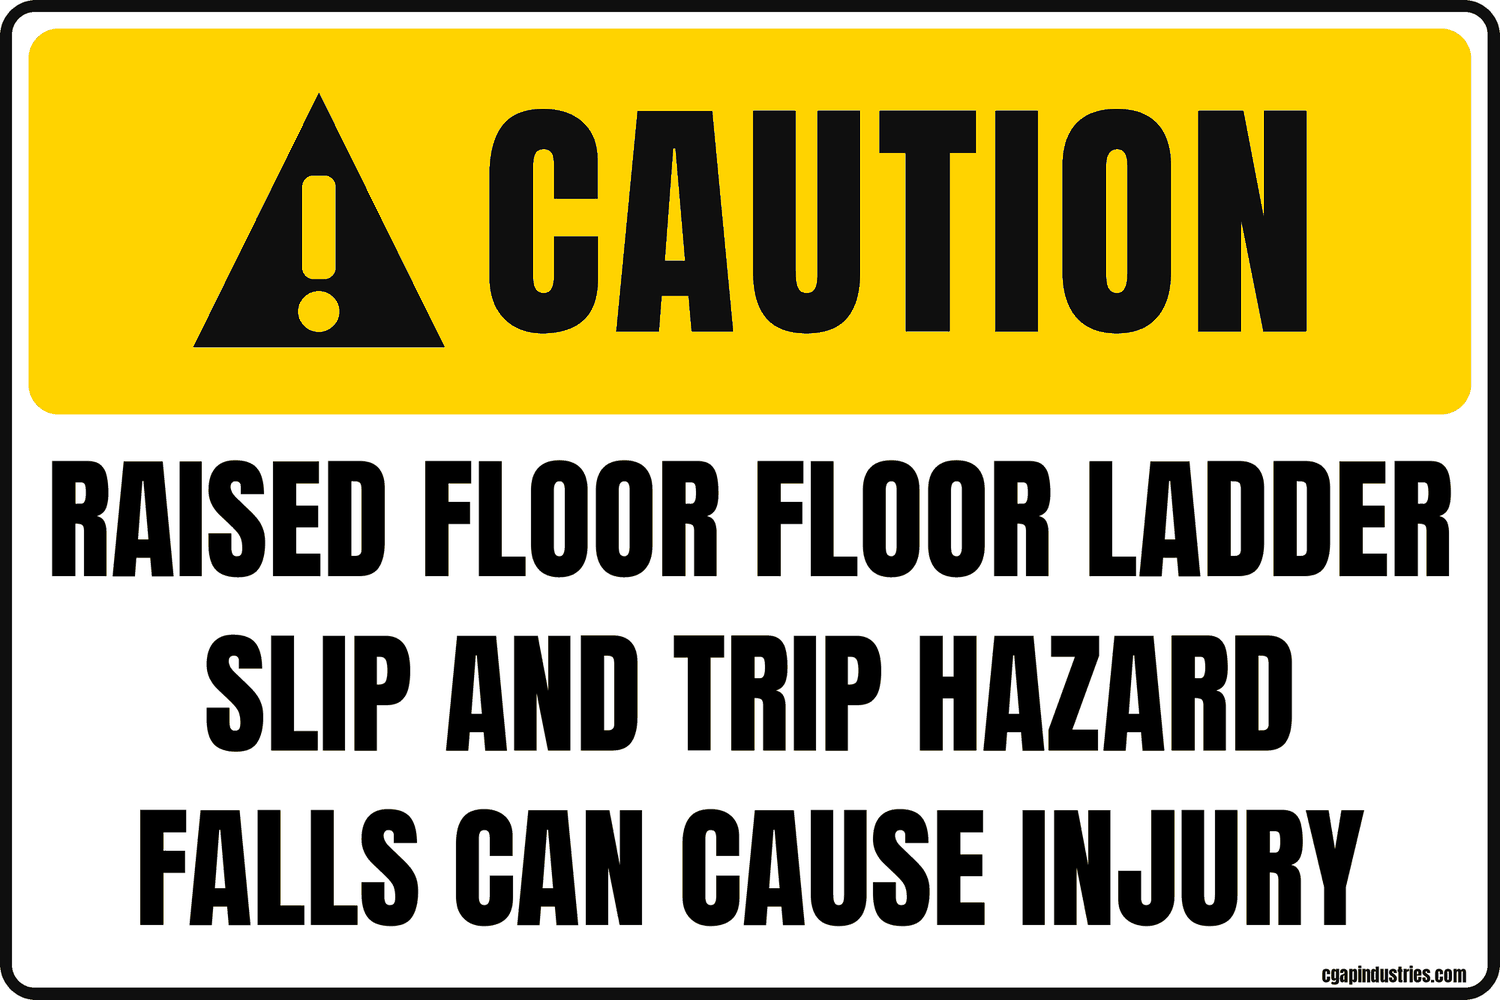 CAUTION
RAISED FLOOR FLOOR LADDER
SLIP AND TRIP HAZARD
FALLS CAN CAUSE INJURY
cgapindustries.com